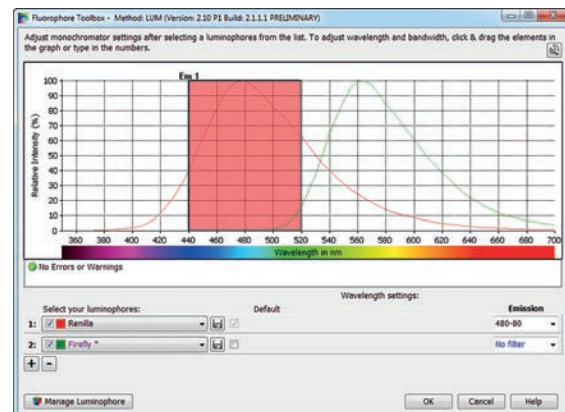 Fluorophore Toolbox - Method: LUM (Version: 2.10 P1 Build: 2.1.1.1 PRELIMINARY)
Adjust monochromator settings after selecting a luminophores from the list. To adjust wavelength and bandwidth, click & drag the elements in
the graph or type in the numbers.
Em 1
Relative Intensity (%)
100
90
80
70
60
50
40
30
20
10
0
360 380 400 420 440 460 480 500 520 540 560 580 600 620 640 660 680 700
Wavelength in nm
No Errors or Warnings
Wavelength settings:
Select your luminophores: Default Emission
1: Renilla 480-80
2: Firefly * No filter
+ -
Manage Luminophore OK Cancel Help